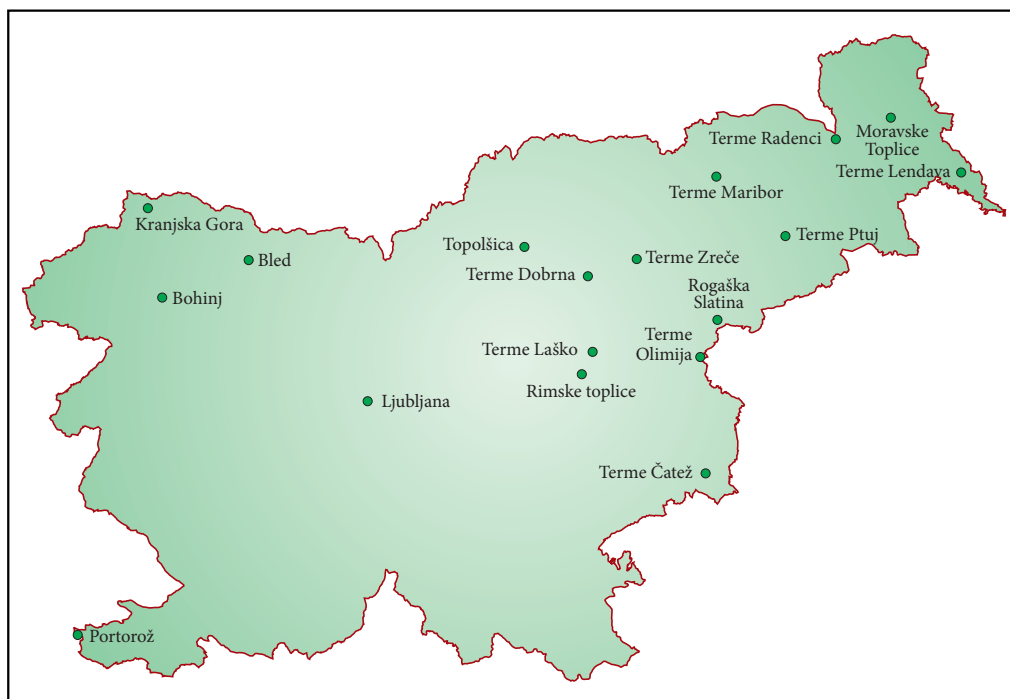 Terme Radenci
Moravske
Toplice
Terme Lendava
Terme Maribor
Kranjska Gora
Terme Ptuj
Topolšica
Bled
Terme Zreče
Terme Dobrna
Bohinj
Rogaška
Slatina
Terme
Olimija
Terme Laško
Rimske toplice
Ljubljana
Terme Čatež
Portorož